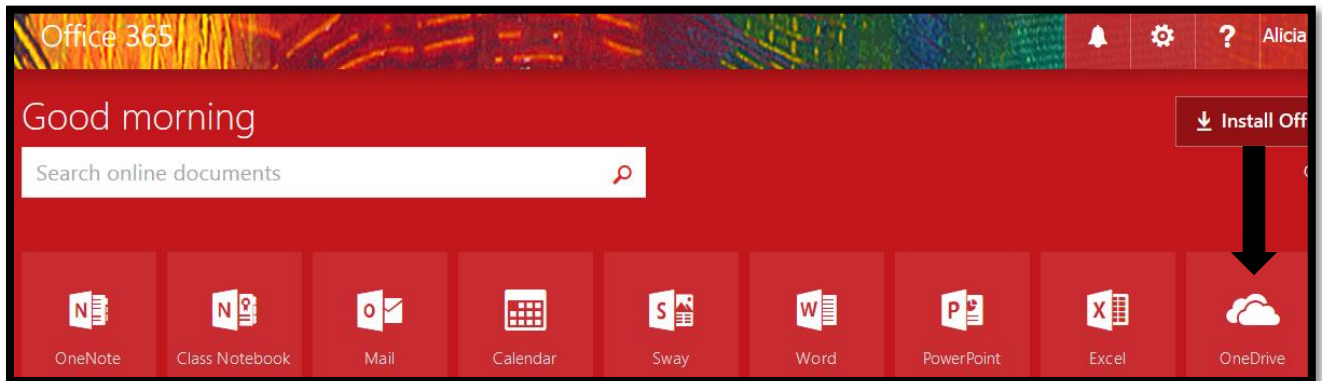 Office 365
? Alicia
Good morning
Install Off
Search online documents
OneNote Class Notebook Mail Calendar Sway Word PowerPoint Excel OneDrive